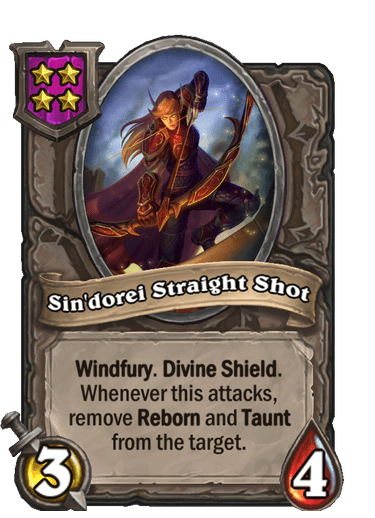 Sin'dorei Straight Shot
Windfury. Divine Shield.
Whenever this attacks,
remove Reborn and Taunt
from the target.
3
4